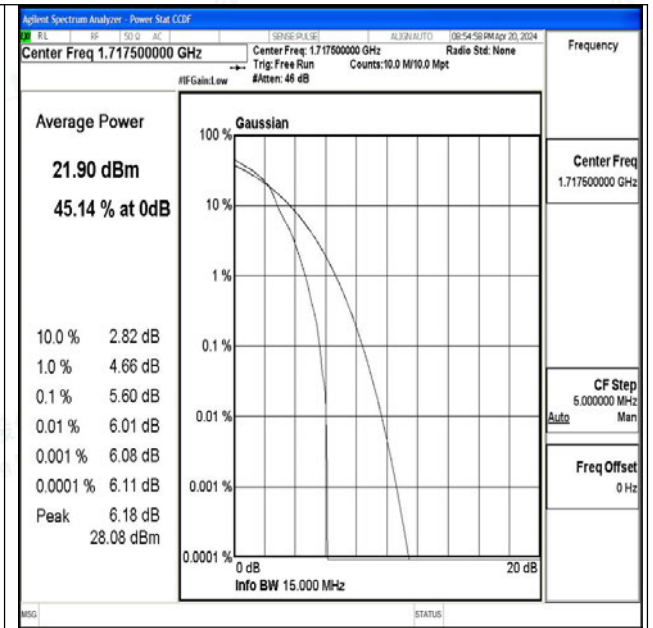 Agilent Spectrum Analyzer - Power Stat CCDF
RL RF 50 Ω AC SENSE:PULSE ALIGN AUTO 08:54:58 PM Apr 20, 2024
Center Freq 1.717500000 GHz
Center Freq: 1.717500000 GHz Radio Std: None
Trig: Free Run Counts:10.0 M/10.0 Mpt
#IFGain:Low #Atten: 46 dB
Frequency
Center Freq
1.717500000 GHz
CF Step
5.000000 MHz
Auto Man
Freq Offset
0 Hz
Average Power
21.90 dBm
45.14 % at 0dB
10.0 % 2.82 dB
1.0 % 4.66 dB
0.1 % 5.60 dB
0.01 % 6.01 dB
0.001 % 6.08 dB
0.0001 % 6.11 dB
Peak 6.18 dB
28.08 dBm
Gaussian
100 %
10 %
1 %
0.1 %
0.01 %
0.001 %
0.0001 %
0 dB 20 dB
Info BW 15.000 MHz
MSG STATUS